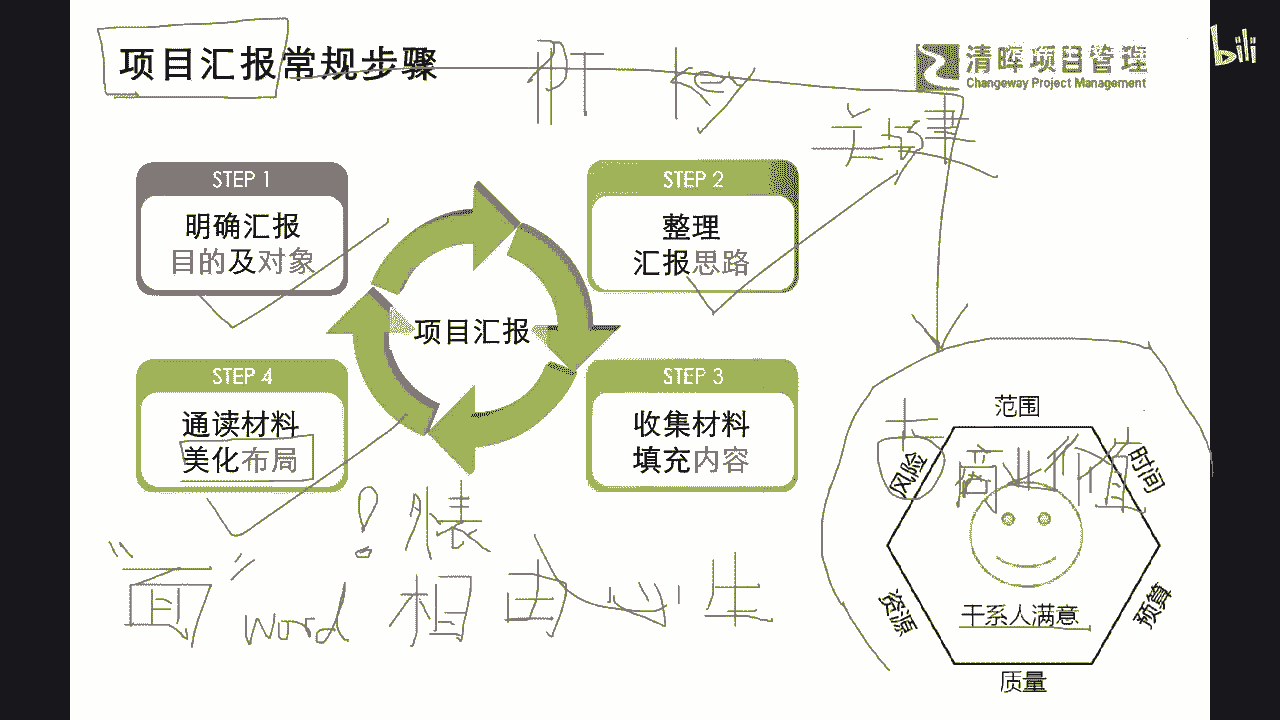 项目汇报常规步骤
key
关键
清晖项目管理
Changeway Project Management
bili
STEP 1
明确汇报
目的及对象
STEP 2
整理
汇报思路
项目汇报
STEP 4
通读材料
美化布局
STEP 3
收集材料
填充内容
！外表
“面” word 相由心生
范围
风险
商业价值
时间
资源
干系人满意
预算
质量